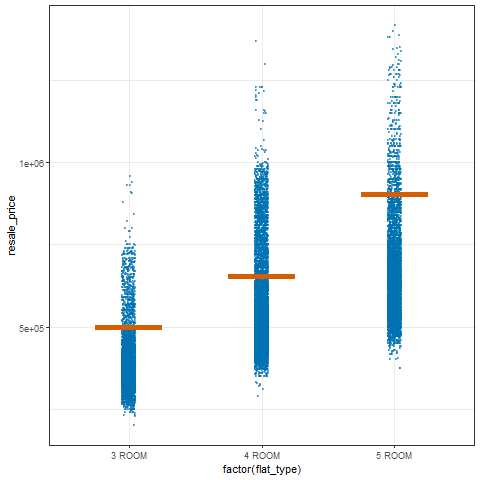 resale_price
1e+06
5e+05
3 ROOM
4 ROOM
5 ROOM
factor(flat_type)